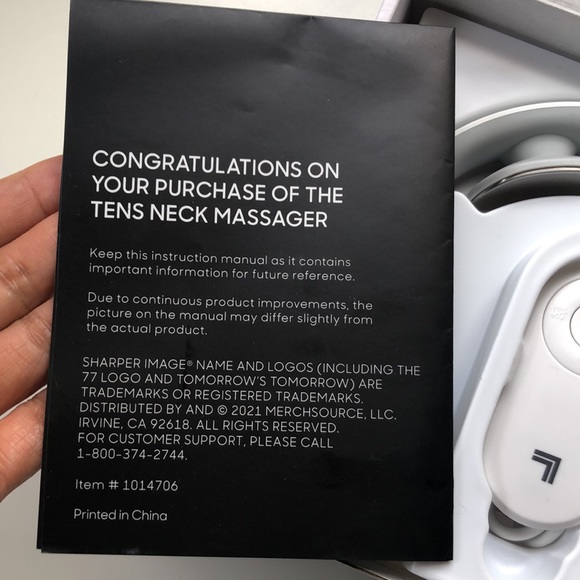 CONGRATULATIONS ON
YOUR PURCHASE OF THE
TENS NECK MASSAGER
Keep this instruction manual as it contains
important information for future reference.
Due to continuous product improvements, the
picture on the manual may differ slightly from
the actual product.
SHARPER IMAGE® NAME AND LOGOS (INCLUDING THE
77 LOGO AND TOMORROW'S TOMORROW) ARE
TRADEMARKS OR REGISTERED TRADEMARKS.
DISTRIBUTED BY AND © 2021 MERCHSOURCE, LLC.
IRVINE, CA 92618. ALL RIGHTS RESERVED.
FOR CUSTOMER SUPPORT, PLEASE CALL
1-800-374-2744.
Item # 1014706
Printed in China